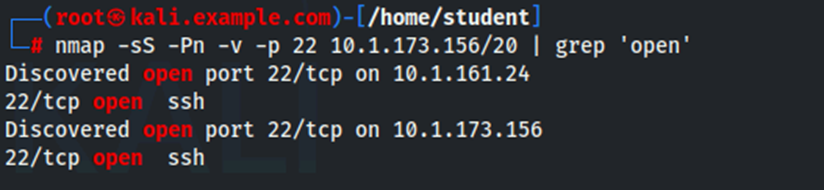 ┌──(root㉿kali.example.com)-[/home/student]
└─# nmap -sS -Pn -v -p 22 10.1.173.156/20 | grep 'open'
Discovered open port 22/tcp on 10.1.161.24
22/tcp open  ssh
Discovered open port 22/tcp on 10.1.173.156
22/tcp open  ssh